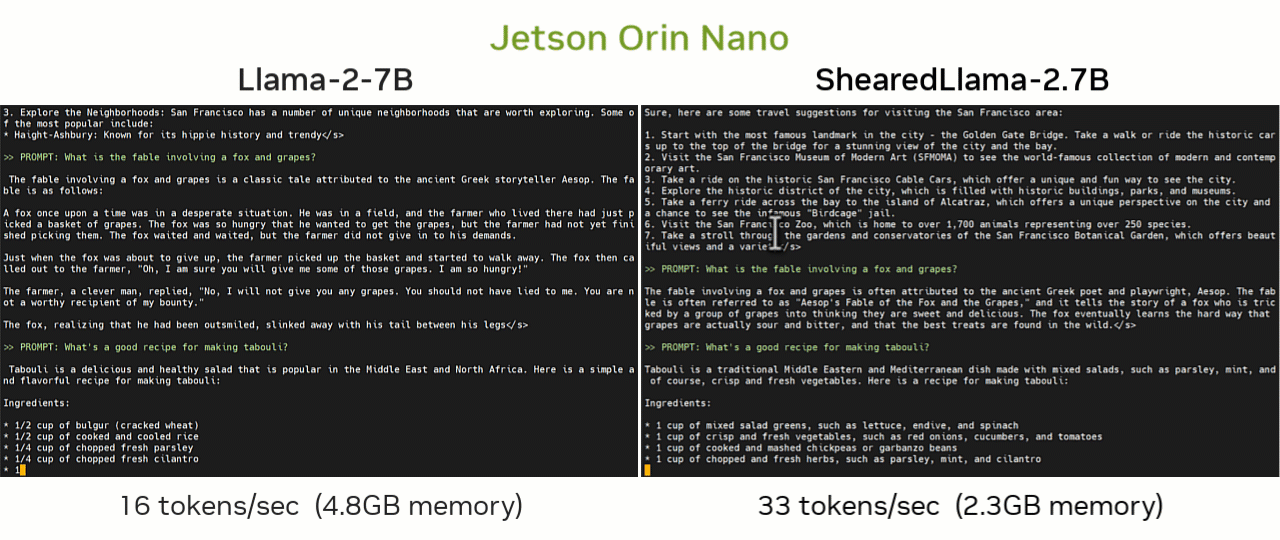 Jetson Orin Nano
Llama-2-7B
3. Explore the Neighborhoods: San Francisco has a number of unique neighborhoods that are worth exploring. Some o
f the most popular include:
* Haight-Ashbury: Known for its hippie history and trendy</s>
>> PROMPT: What is the fable involving a fox and grapes?
The fable involving a fox and grapes is a classic tale attributed to the ancient Greek storyteller Aesop. The fa
ble is as follows:
A fox once upon a time was in a desperate situation. He was in a field, and the farmer who lived there had just p
icked a basket of grapes. The fox was so hungry that he wanted to get the grapes, but the farmer had not yet fini
shed picking them. The fox waited and waited, but the farmer did not give in to his demands.
Just when the fox was about to give up, the farmer picked up the basket and started to walk away. The fox then ca
lled out to the farmer, "Oh, I am sure you will give me some of those grapes. I am so hungry!"
The farmer, a clever man, replied, "No, I will not give you any grapes. You should not have lied to me. You are n
ot a worthy recipient of my bounty."
The fox, realizing that he had been outsmiled, slinked away with his tail between his legs</s>
>> PROMPT: What's a good recipe for making tabouli?
Tabouli is a delicious and healthy salad that is popular in the Middle East and North Africa. Here is a simple a
nd flavorful recipe for making tabouli:
Ingredients:
* 1/2 cup of bulgur (cracked wheat)
* 1/2 cup of cooked and cooled rice
* 1/4 cup of chopped fresh parsley
* 1/4 cup of chopped fresh cilantro
* 1
16 tokens/sec (4.8GB memory)
ShearedLlama-2.7B
Sure, here are some travel suggestions for visiting the San Francisco area:
1. Start with the most famous landmark in the city - the Golden Gate Bridge. Take a walk or ride the historic car
s up to the top of the bridge for a stunning view of the city and the bay.
2. Visit the San Francisco Museum of Modern Art (SFMOMA) to see the world-famous collection of modern and contemp
orary art.
3. Take a ride on the historic San Francisco Cable Cars, which offer a unique and fun way to see the city.
4. Explore the historic district of the city, which is filled with historic buildings, parks, and museums.
5. Take a ferry ride across the bay to the island of Alcatraz, which offers a unique perspective on the city and
a chance to see the infamous "Birdcage" jail.
6. Visit the San Francisco Zoo, which is home to over 1,700 animals representing over 250 species.
7. Take a stroll through the gardens and conservatories of the San Francisco Botanical Garden, which offers beaut
iful views and a varie</s>
>> PROMPT: What is the fable involving a fox and grapes?
The fable involving a fox and grapes is often attributed to the ancient Greek poet and playwright, Aesop. The fab
le is often referred to as "Aesop's Fable of the Fox and the Grapes," and it tells the story of a fox who is tric
ked by a group of grapes into thinking they are sweet and delicious. The fox eventually learns the hard way that
grapes are actually sour and bitter, and that the best treats are found in the wild.</s>
>> PROMPT: What's a good recipe for making tabouli?
Tabouli is a traditional Middle Eastern and Mediterranean dish made with mixed salads, such as parsley, mint, and
of course, crisp and fresh vegetables. Here is a recipe for making tabouli:
Ingredients:
* 1 cup of mixed salad greens, such as lettuce, endive, and spinach
* 1 cup of crisp and fresh vegetables, such as red onions, cucumbers, and tomatoes
* 1 cup of cooked and mashed chickpeas or garbanzo beans
* 1 cup of chopped and fresh herbs, such as parsley, mint, and cilantro
33 tokens/sec (2.3GB memory)